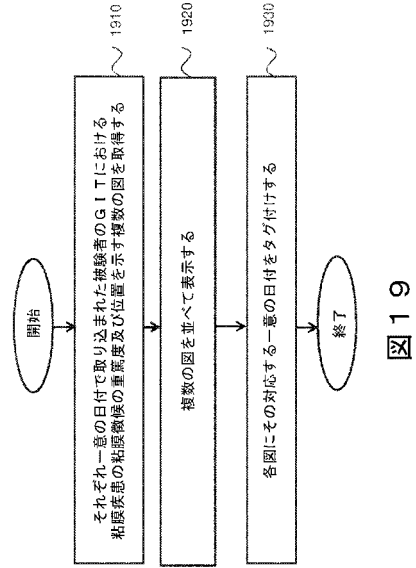 開始
それぞれ一意の日付で取り込まれた被験者のGITにおける
粘膜疾患の粘膜徴候の重篤度及び位置を示す複数の図を取得する
1910
複数の図を並べて表示する
1920
各図にその対応する一意の日付をタグ付けする
1930
終了
図19